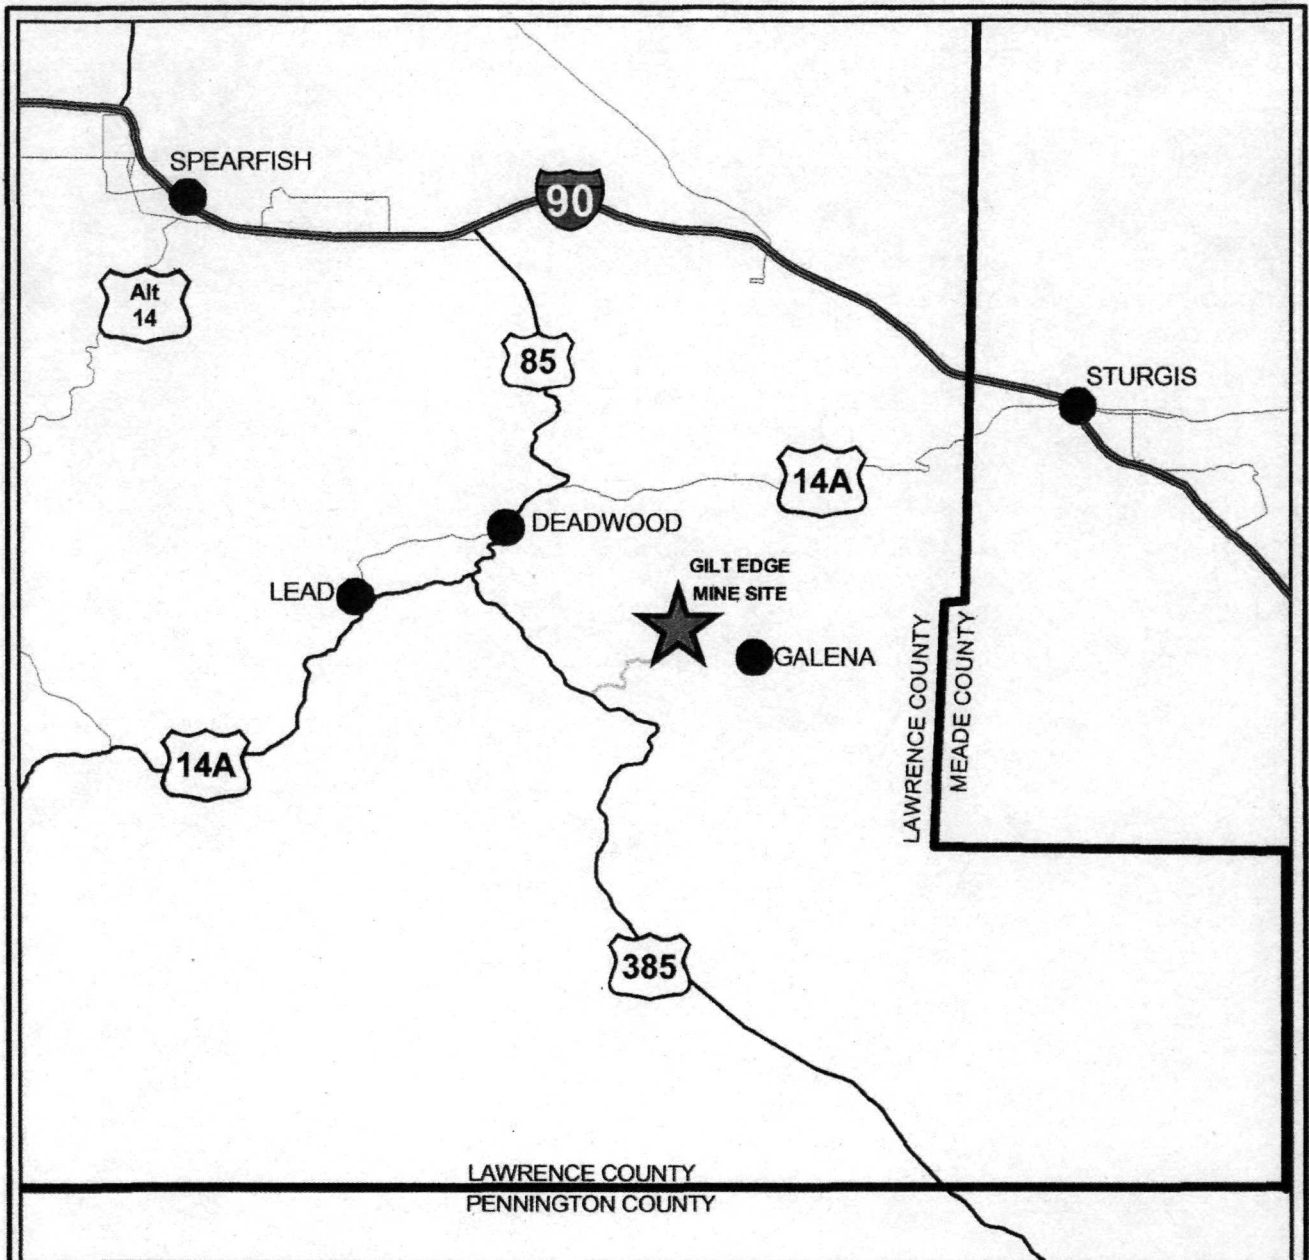 SPEARFISH
90
Alt
14
85
STURGIS
14A
DEADWOOD
GILT EDGE
MINE SITE
LEAD
GALENA
LAWRENCE COUNTY
MEADE COUNTY
14A
385
LAWRENCE COUNTY
PENNINGTON COUNTY